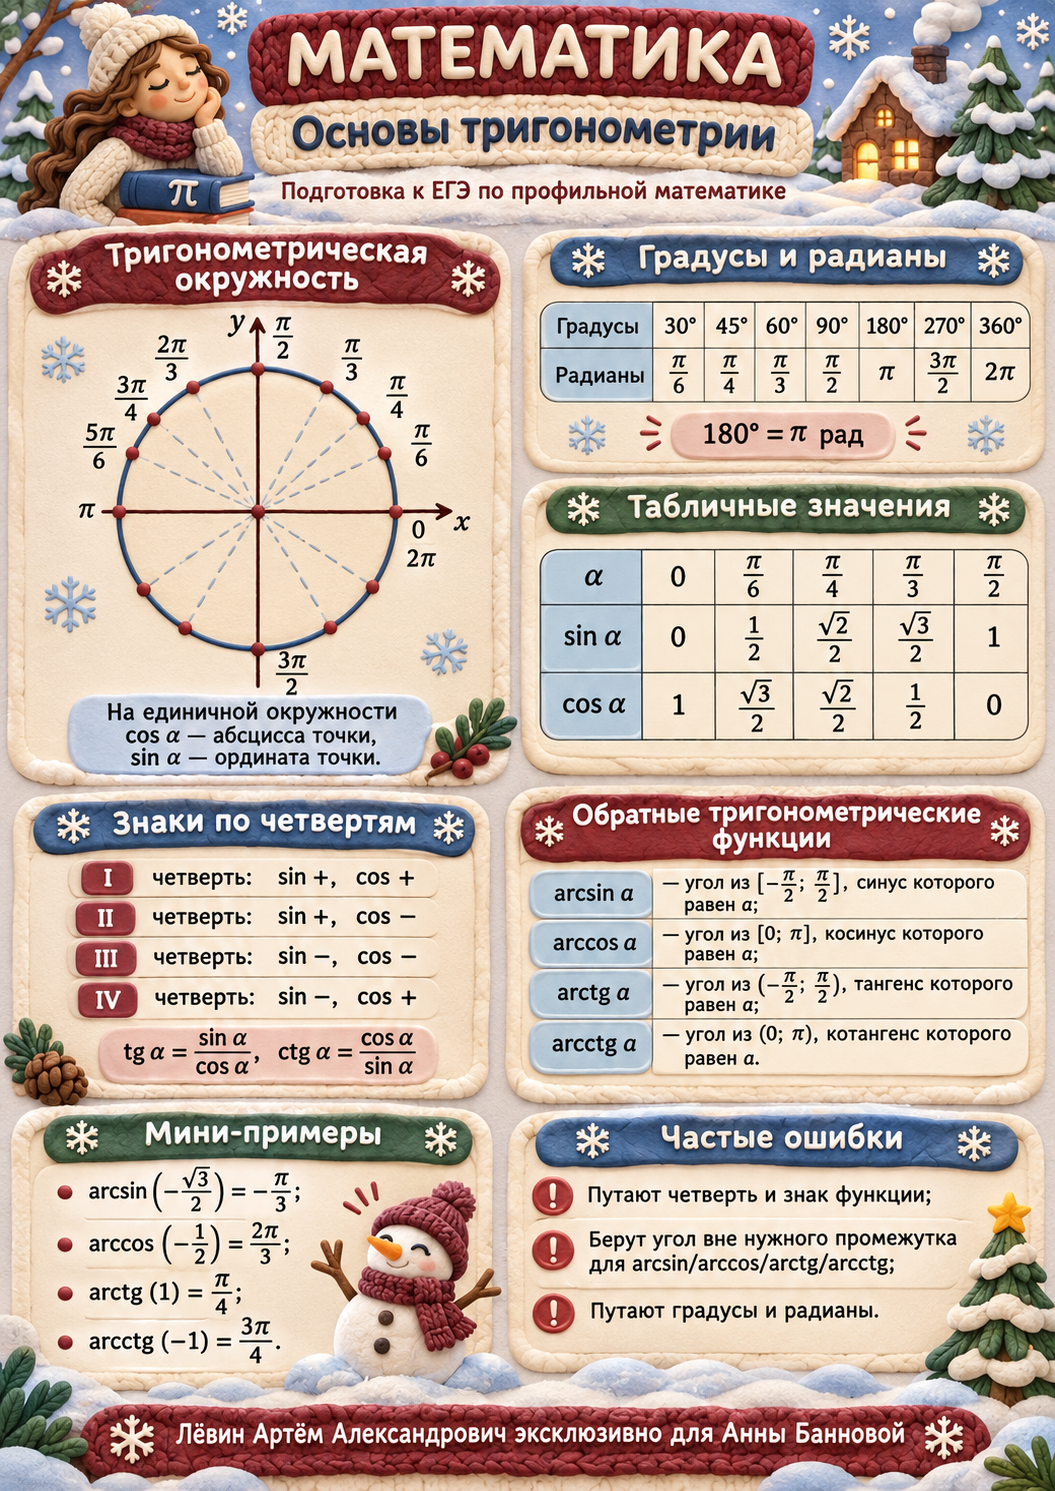 МАТЕМАТИКА
Основы тригонометрии
π
Подготовка к ЕГЭ по профильной математике
Тригонометрическая
окружность
y
π/2
2π/3
π/3
3π/4
π/4
5π/6
π/6
π
x
0
2π
3π/2
На единичной окружности
cos α — абсцисса точки,
sin α — ордината точки.
Градусы и радианы
Градусы 30° 45° 60° 90° 180° 270° 360°
Радианы π/6 π/4 π/3 π/2 π 3π/2 2π
180° = π рад
Табличные значения
α 0 π/6 π/4 π/3 π/2
sin α 0 1/2 √2/2 √3/2 1
cos α 1 √3/2 √2/2 1/2 0
Знаки по четвертям
I четверть: sin +, cos +
II четверть: sin +, cos −
III четверть: sin −, cos −
IV четверть: sin −, cos +
tg α = sin α/cos α, ctg α = cos α/sin α
Обратные тригонометрические
функции
arcsin a — угол из [−π/2; π/2], синус которого
равен a;
arccos a — угол из [0; π], косинус которого
равен a;
arctg a — угол из (−π/2; π/2), тангенс которого
равен a;
arcctg a — угол из (0; π), котангенс которого
равен a.
Мини-примеры
arcsin (−√3/2) = −π/3;
arccos (−1/2) = 2π/3;
arctg (1) = π/4;
arcctg (−1) = 3π/4.
Частые ошибки
! Путают четверть и знак функции;
! Берут угол вне нужного промежутка
для arcsin/arccos/arctg/arcctg;
! Путают градусы и радианы.
Лёвин Артём Александрович эксклюзивно для Анны Банновой